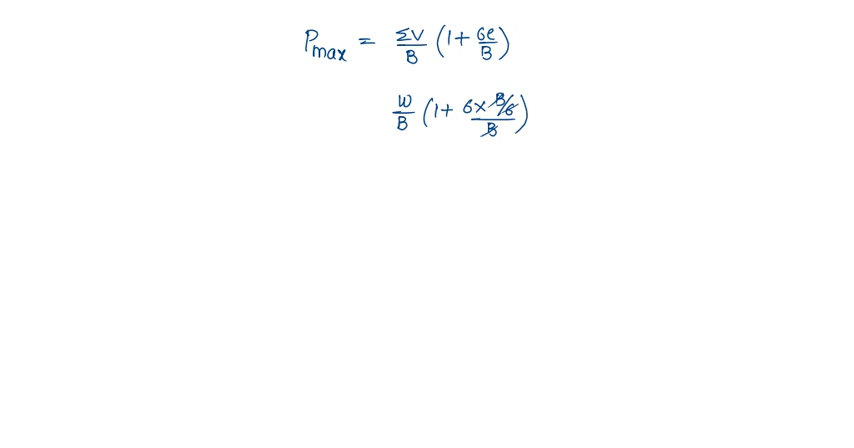 Pmax = ΣV/B (1 + 6e/B)
W/B (1 + 6 x B/6 / B)